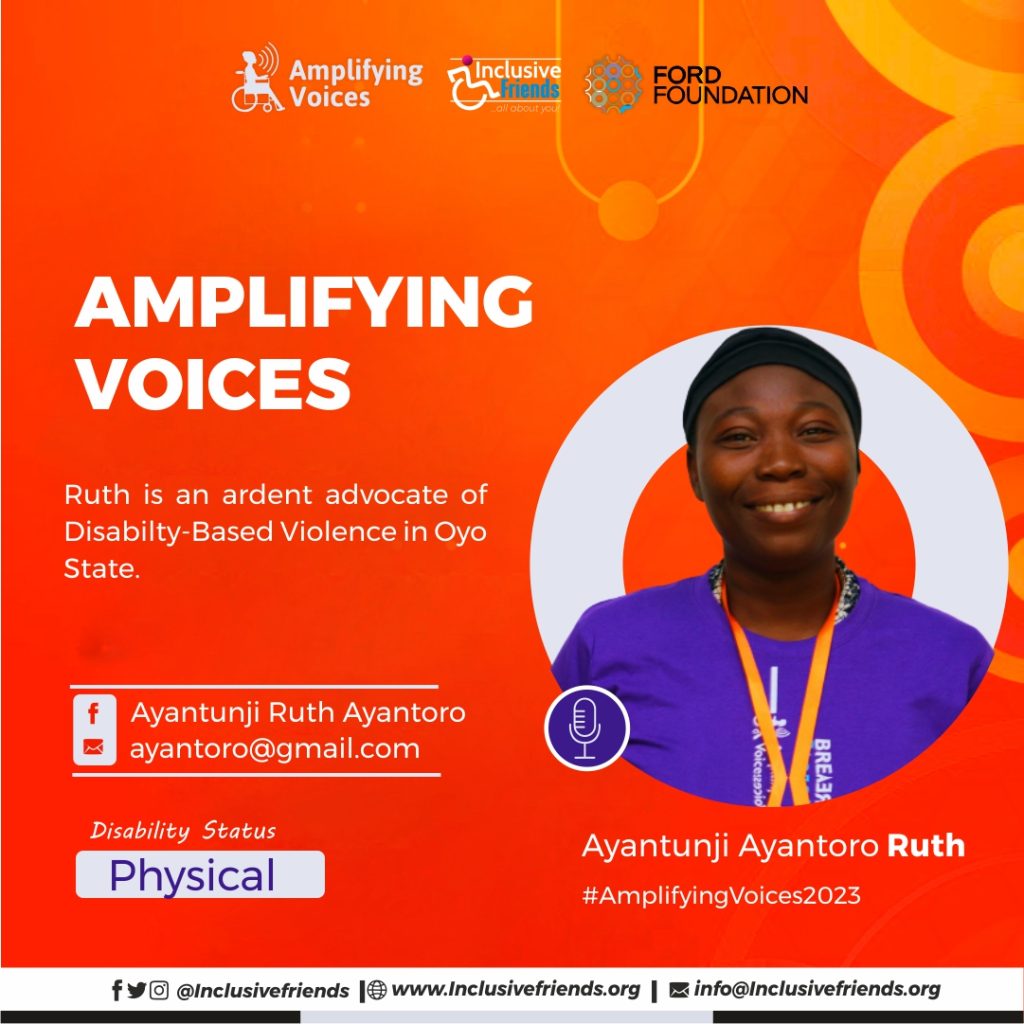 Amplifying
Voices
Inclusive
Friends
...all about you!
FORD
FOUNDATION
AMPLIFYING
VOICES
Ruth is an ardent advocate of
Disabilty-Based Violence in Oyo
State.
Ayantunji Ruth Ayantoro
ayantoro@gmail.com
Disability Status
Physical
Ayantunji Ayantoro Ruth
#AmplifyingVoices2023
@Inclusivefriends | www.Inclusivefriends.org | info@Inclusivefriends.org